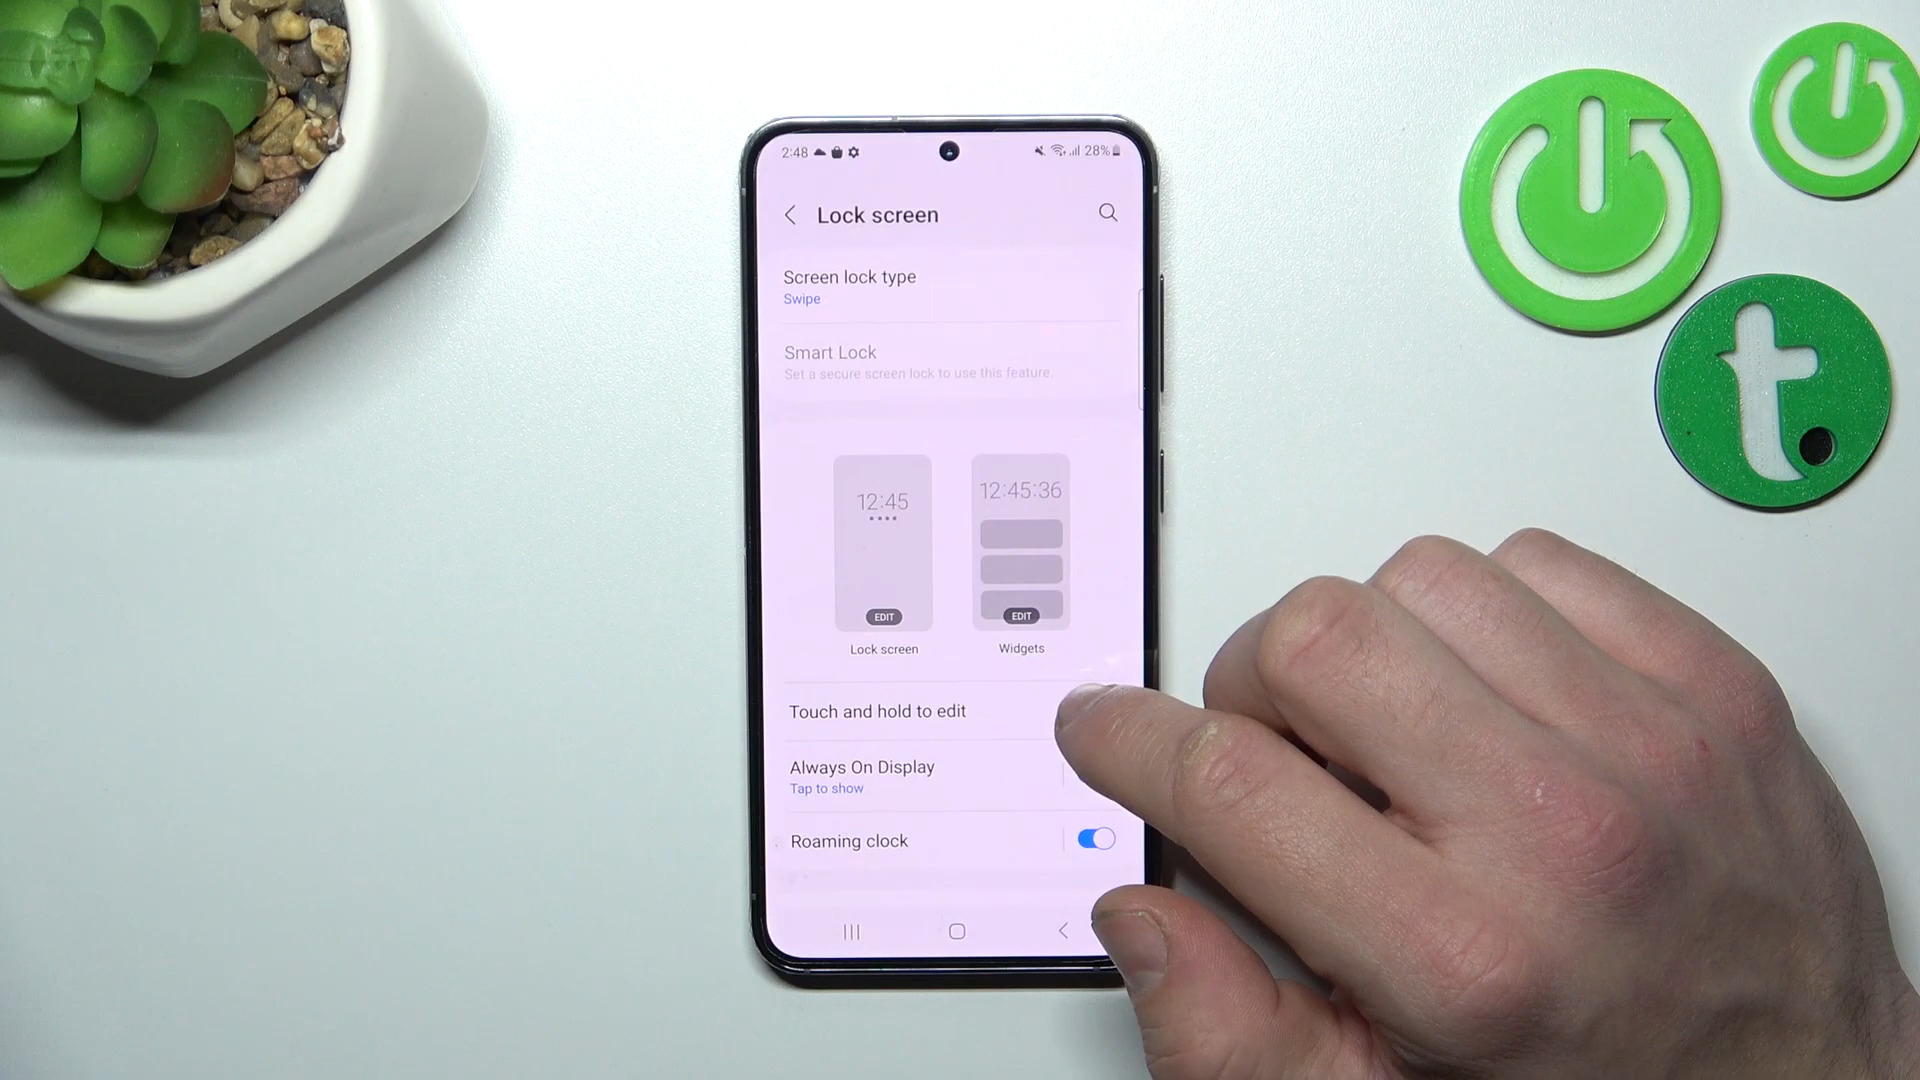 2:48
28%
Lock screen
Screen lock type
Swipe
Smart Lock
Set a secure screen lock to use this feature.
12:45
12:45:36
EDIT
EDIT
Lock screen
Widgets
Touch and hold to edit
Always On Display
Tap to show
Roaming clock
t.